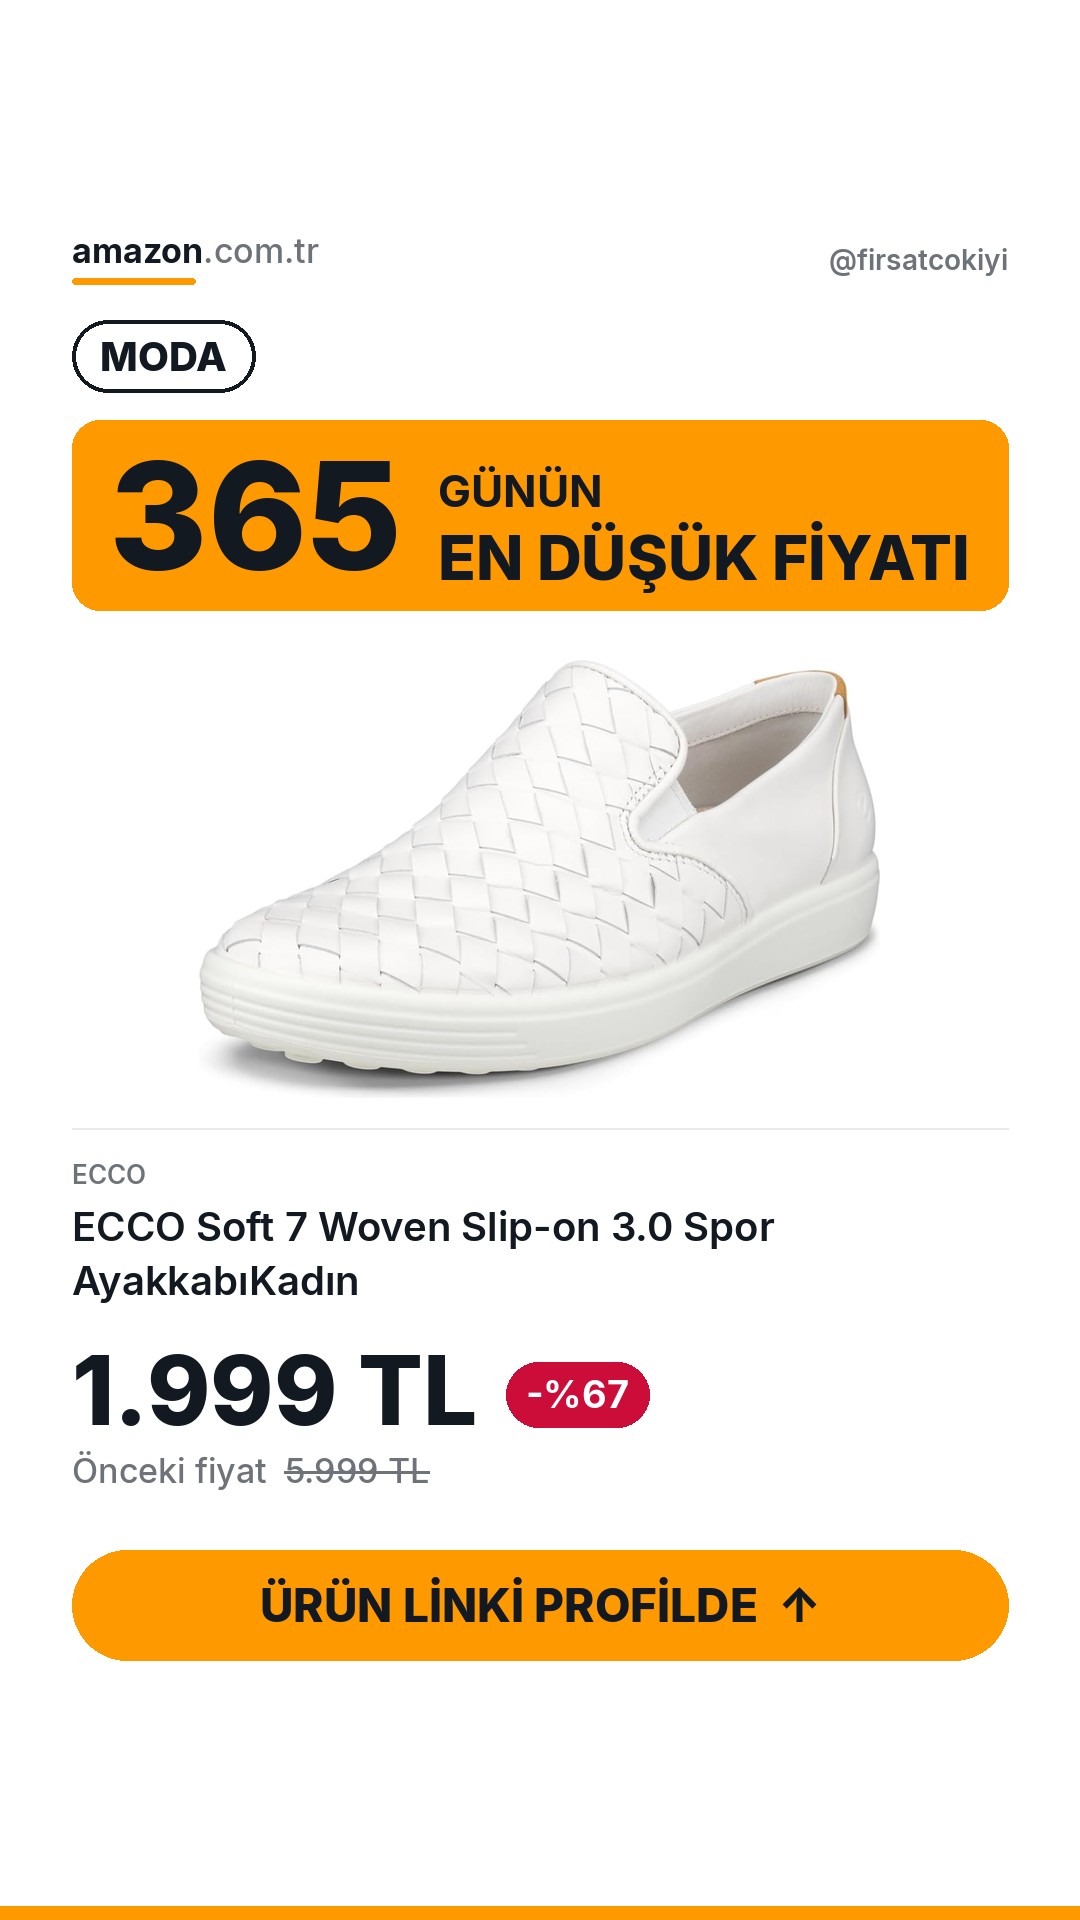 amazon.com.tr
@firsatcokiyi
MODA
365 GÜNÜN
EN DÜŞÜK FİYATI
ECCO
ECCO Soft 7 Woven Slip-on 3.0 Spor
AyakkabıKadın
1.999 TL -%67
Önceki fiyat 5.999 TL
ÜRÜN LİNKİ PROFİLDE ↑